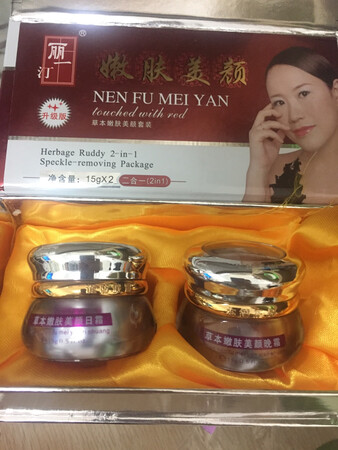 丽
汀
®
嫩肤美颜
NEN FU MEI YAN
touched with red
升级版
草本嫩肤美颜套装
Herbage Ruddy 2-in-1
Speckle-removing Package
净含量: 15gX2 二合一(2in1)
草本嫩肤美颜日霜
草本嫩肤美颜晚霜